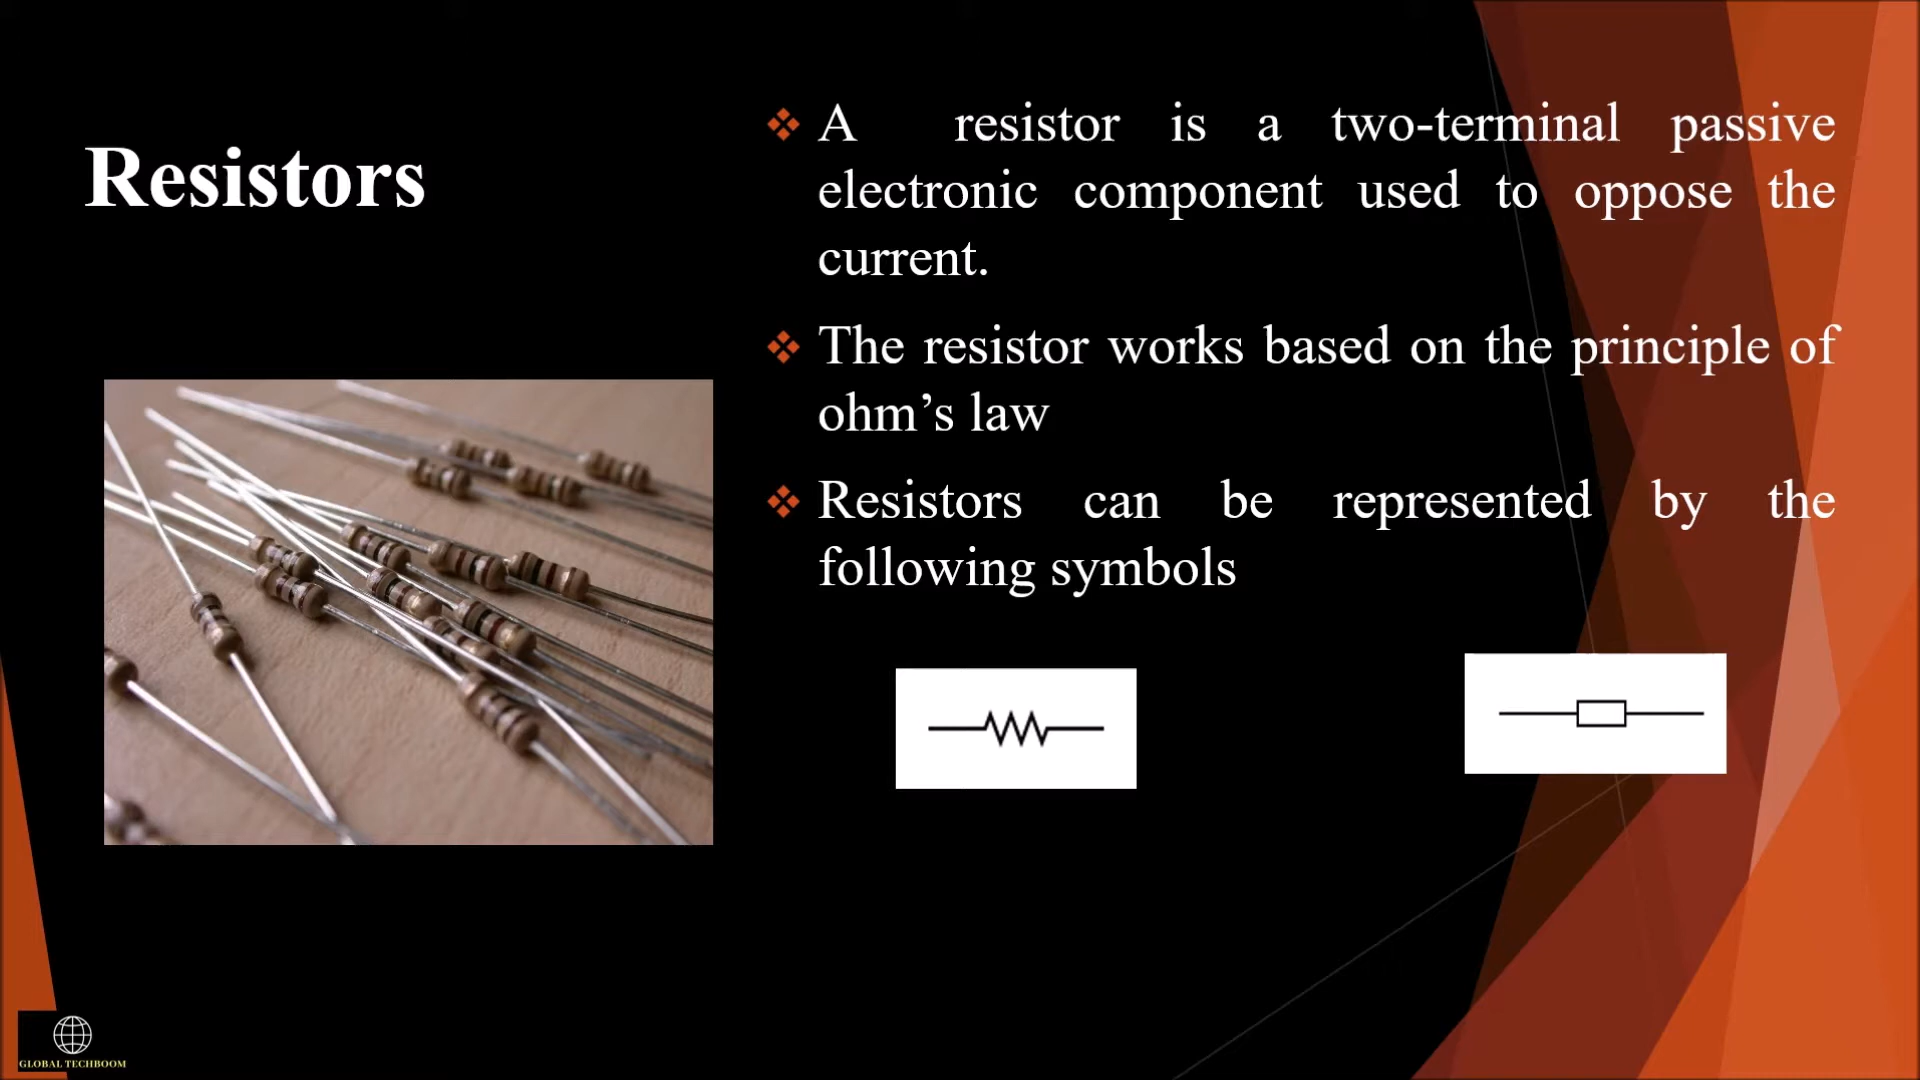 Resistors
A resistor is a two-terminal passive
electronic component used to oppose the
current.
The resistor works based on the principle of
ohm’s law
Resistors can be represented by the
following symbols
GLOBAL TECHBOOM